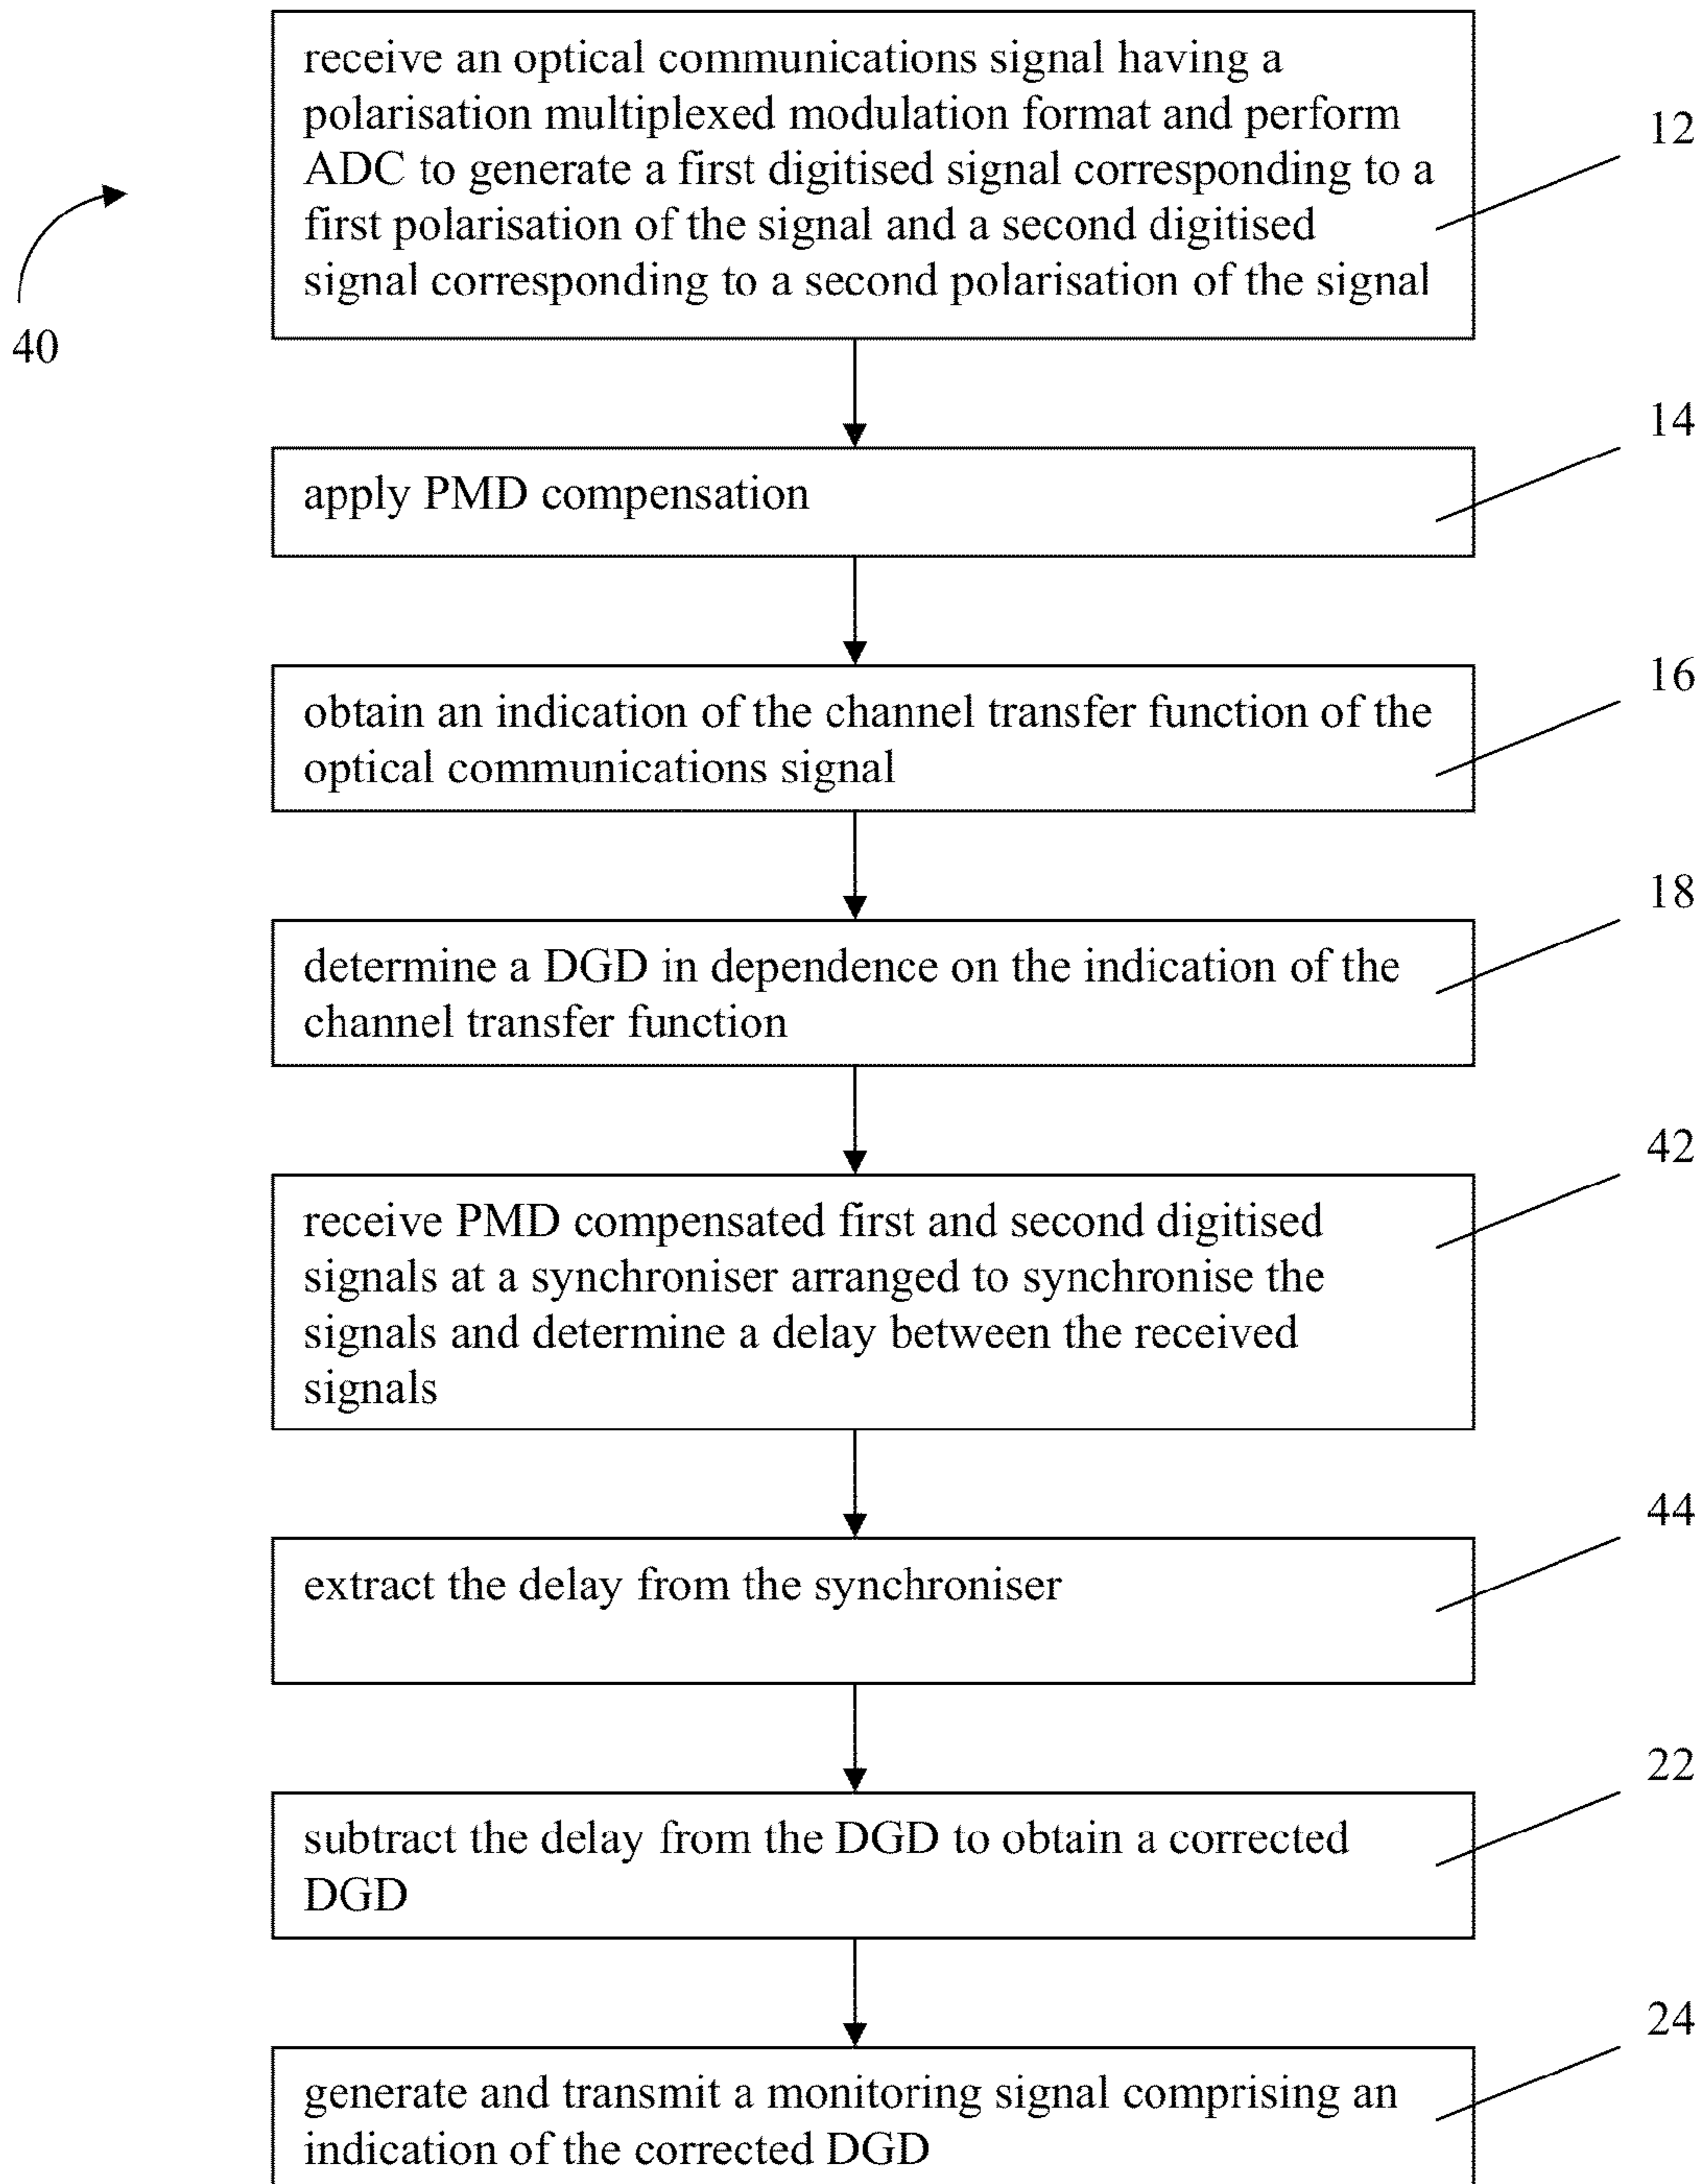 receive an optical communications signal having a
polarisation multiplexed modulation format and perform
ADC to generate a first digitised signal corresponding to a
first polarisation of the signal and a second digitised
signal corresponding to a second polarisation of the signal
12
40
14
apply PMD compensation
16
obtain an indication of the channel transfer function of the
optical communications signal
18
determine a DGD in dependence on the indication of the
channel transfer function
42
receive PMD compensated first and second digitised
signals at a synchroniser arranged to synchronise the
signals and determine a delay between the received
signals
44
extract the delay from the synchroniser
22
subtract the delay from the DGD to obtain a corrected
DGD
24
generate and transmit a monitoring signal comprising an
indication of the corrected DGD